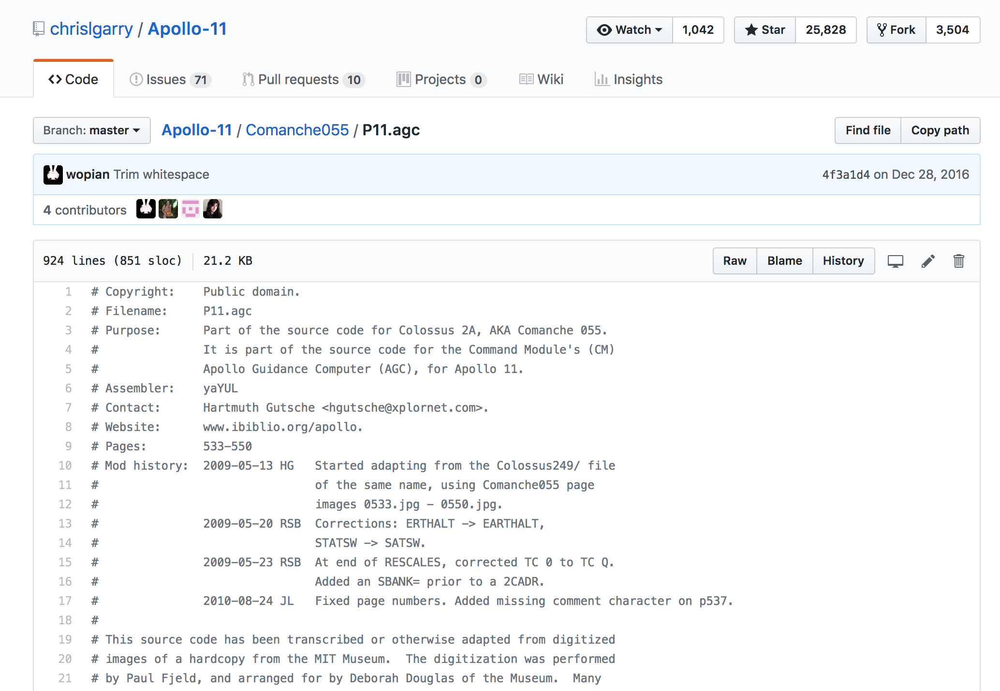 chrislgarry / Apollo-11 Watch 1,042 Star 25,828 Fork 3,504
Code Issues 71 Pull requests 10 Projects 0 Wiki Insights
Branch: master Apollo-11 / Comanche055 / P11.agc Find file Copy path
wopian Trim whitespace 4f3a1d4 on Dec 28, 2016
4 contributors
924 lines (851 sloc) 21.2 KB Raw Blame History
1 # Copyright: Public domain.
2 # Filename: P11.agc
3 # Purpose: Part of the source code for Colossus 2A, AKA Comanche 055.
4 # It is part of the source code for the Command Module's (CM)
5 # Apollo Guidance Computer (AGC), for Apollo 11.
6 # Assembler: yaYUL
7 # Contact: Hartmuth Gutsche <hgutsche@xplornet.com>.
8 # Website: www.ibiblio.org/apollo.
9 # Pages: 533-550
10 # Mod history: 2009-05-13 HG Started adapting from the Colossus249/ file
11 # of the same name, using Comanche055 page
12 # images 0533.jpg - 0550.jpg.
13 # 2009-05-20 RSB Corrections: ERTHALT -> EARTHALT,
14 # STATSW -> SATSW.
15 # 2009-05-23 RSB At end of RESCALES, corrected TC 0 to TC Q.
16 # Added an SBANK= prior to a 2CADR.
17 # 2010-08-24 JL Fixed page numbers. Added missing comment character on p537.
18 #
19 # This source code has been transcribed or otherwise adapted from digitized
20 # images of a hardcopy from the MIT Museum.  The digitization was performed
21 # by Paul Fjeld, and arranged for by Deborah Douglas of the Museum.  Many